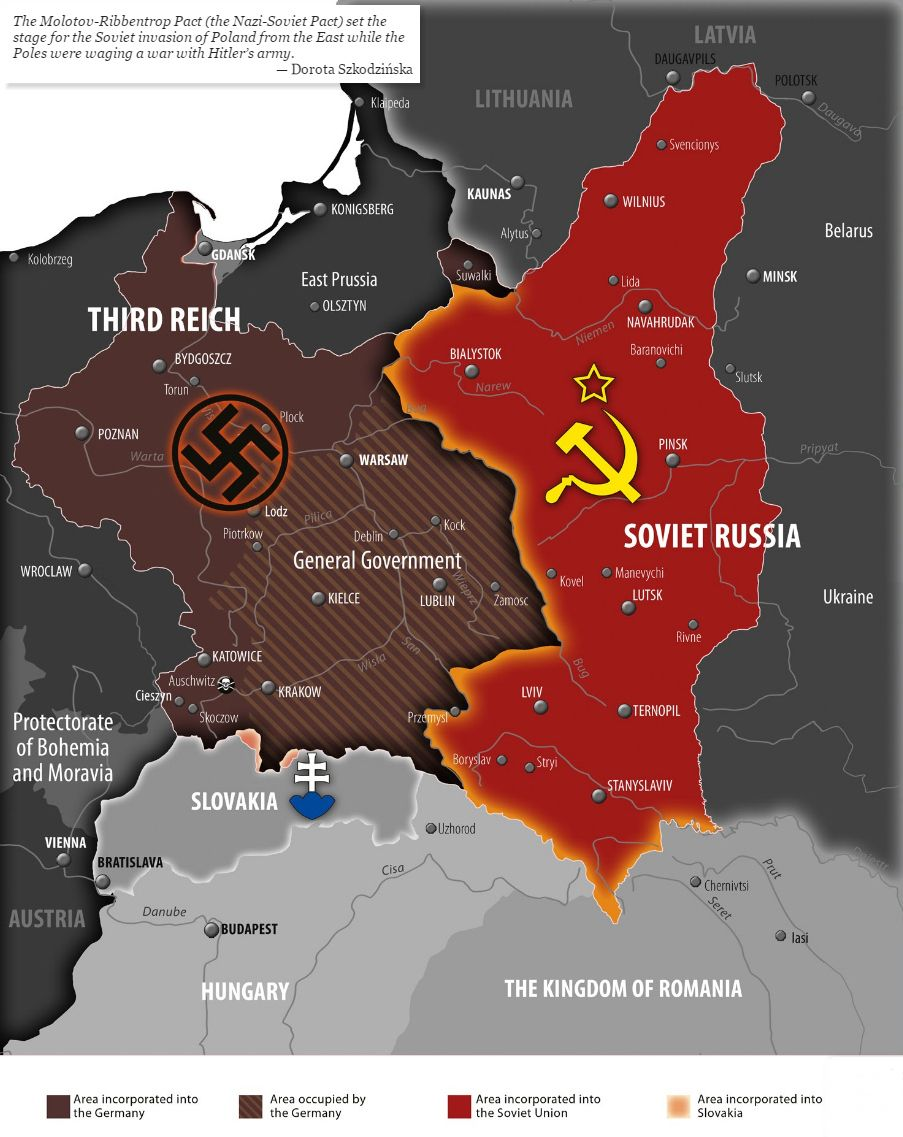 The Molotov-Ribbentrop Pact (the Nazi-Soviet Pact) set the
stage for the Soviet invasion of Poland from the East while the
Poles were waging a war with Hitler's army.
— Dorota Szkodzińska
LATVIA
DAUGAVPILS
POLOTSK
Daugava
LITHUANIA
Klaipeda
Svencionys
KAUNAS
WILNIUS
KONIGSBERG
Alytus
Belarus
GDANSK
Kolobrzeg
Suwalki
East Prussia
Lida
MINSK
OLSZTYN
THIRD REICH
NAVAHRUDAK
Niemen
BYDGOSZCZ
BIALYSTOK
Baranovichi
Torun
Narew
Slutsk
Plock
Bug
POZNAN
Warta
WARSAW
PINSK
Pripyat
Lodz
Pilica
Kock
Piotrkow
Deblin
SOVIET RUSSIA
General Government
WROCLAW
Kovel
Manevychi
KIELCE
LUBLIN
Wieprz
Zamosc
LUTSK
Ukraine
Rivne
San
KATOWICE
Wisla
Bug
Auschwitz
Cieszyn
KRAKOW
LVIV
Skoczow
Przemysl
TERNOPIL
Protectorate
of Bohemia
and Moravia
Boryslav
Stryi
STANYSLAVIV
SLOVAKIA
Uzhorod
VIENNA
BRATISLAVA
Cisa
Prut
Chernivtsi
Seret
AUSTRIA
Danube
BUDAPEST
Iasi
HUNGARY
THE KINGDOM OF ROMANIA
Area incorporated into
the Germany
Area occupied by
the Germany
Area incorporated into
the Soviet Union
Area incorporated into
Slovakia